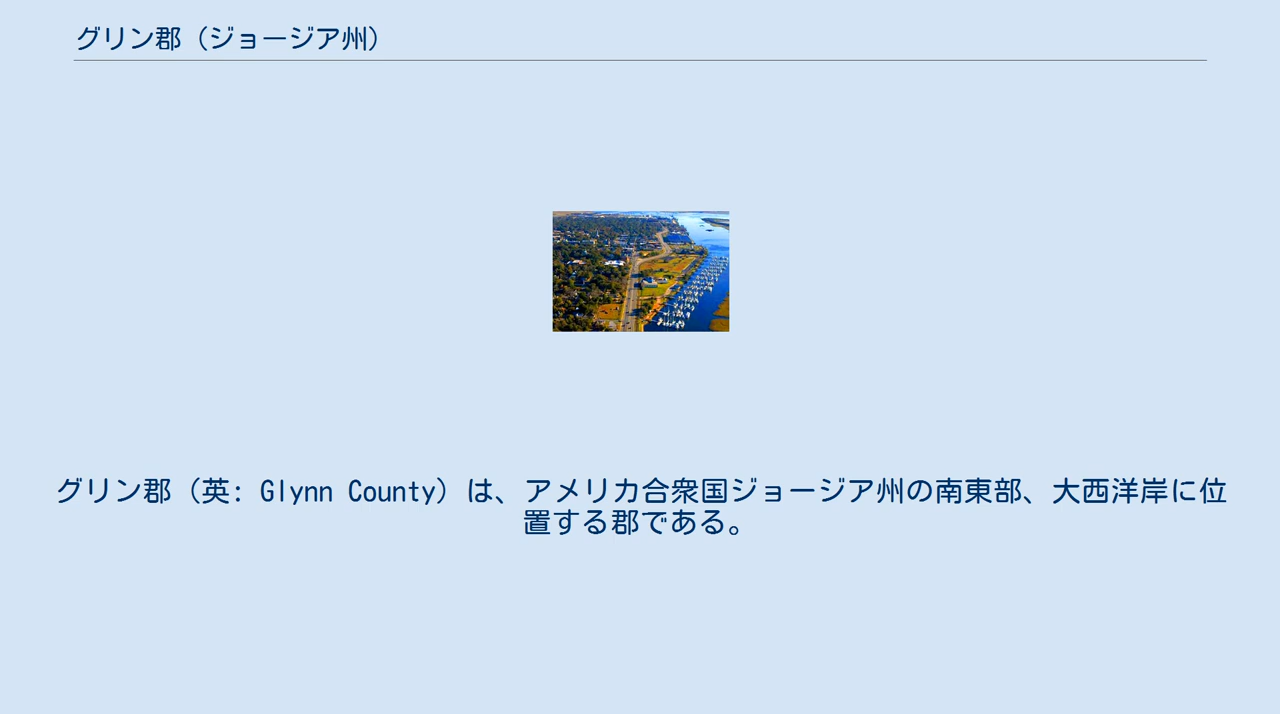 グリン郡（ジョージア州）
グリン郡（英: Glynn County）は、アメリカ合衆国ジョージア州の南東部、大西洋岸に位
置する郡である。